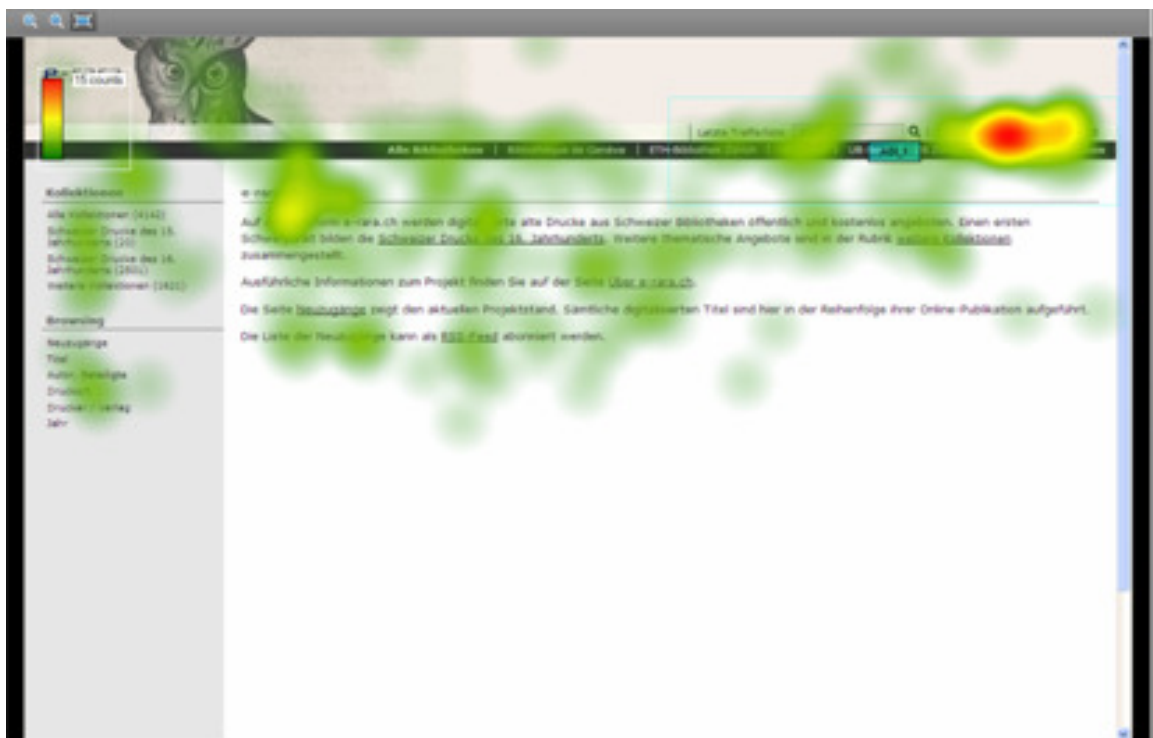 15 counts
Letzte Trefferliste
Alle Bibliotheken | Bibliothèque de Genève | ETH-Bibliothek Zürich
Kollektionen
Alle Kollektionen (4142)
Schweizer Drucke des 15.
Jahrhunderts (20)
Schweizer Drucke des 16.
Jahrhunderts (2801)
Weitere Kollektionen (1821)
Browsing
Neuzugänge
Titel
Autor, Beteiligte
Druckort
Drucker / Verlag
Jahr
Auf e-rara.ch werden digitalisierte alte Drucke aus Schweizer Bibliotheken öffentlich und kostenlos angeboten. Einen ersten
Schwerpunkt bilden die Schweizer Drucke des 16. Jahrhunderts. Weitere thematische Angebote sind in der Rubrik weitere Kollektionen
zusammengestellt.
Ausführliche Informationen zum Projekt finden Sie auf der Seite Über e-rara.ch.
Die Seite Neuzugänge zeigt den aktuellen Projektstand. Sämtliche digitalisierten Titel sind hier in der Reihenfolge ihrer Online-Publikation aufgeführt.
Die Liste der Neuzugänge kann als RSS-Feed abonniert werden.